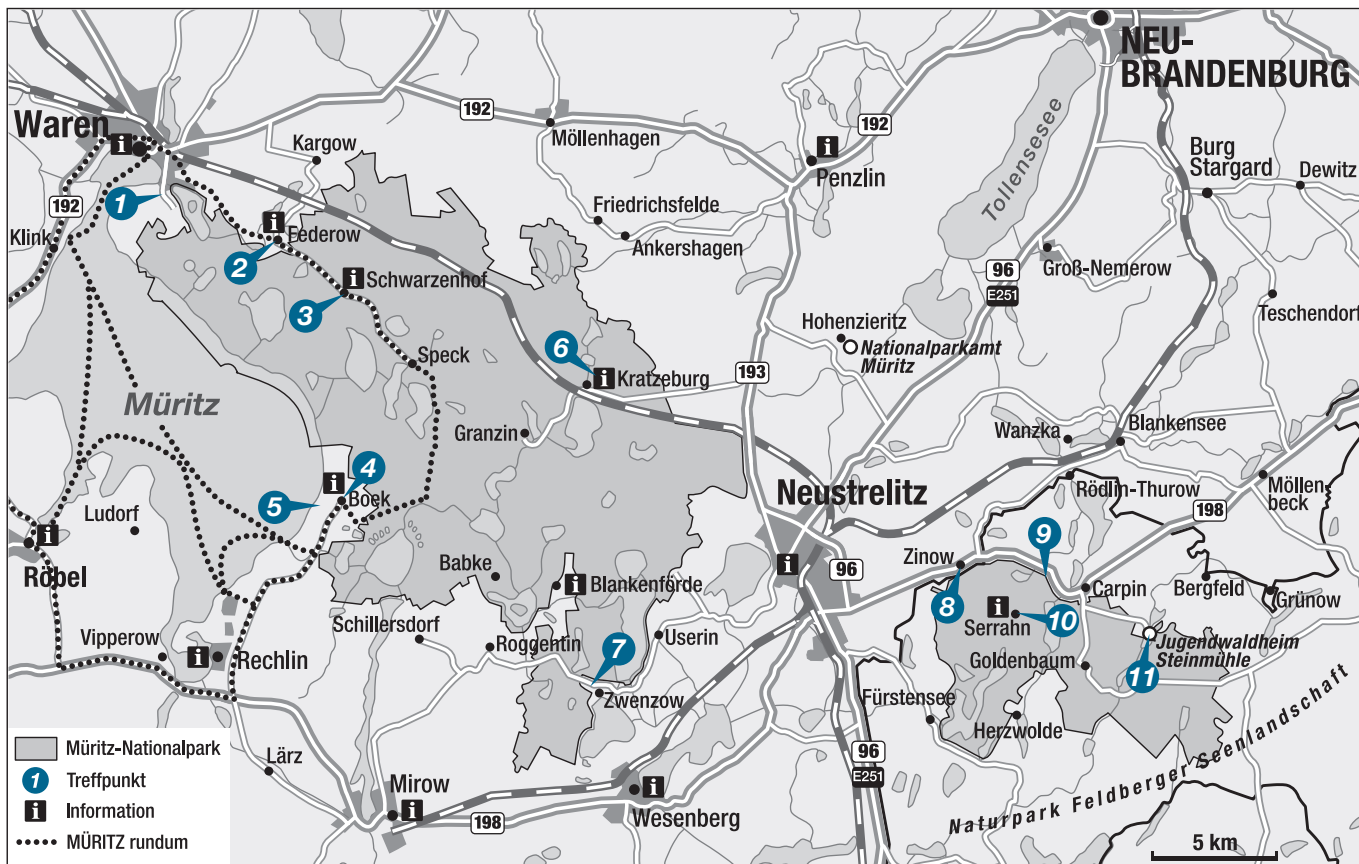 NEU-
BRANDENBURG
192
Möllenhagen
Waren
i
Kargow
192
i
Penzlin
Tollensesee
Burg
Stargard
Dewitz
1
192
Klink
Friedrichsfelde
Ankershagen
i
Federow
2
96
E251
Groß-Nemerow
i
Schwarzenhof
3
Teschendorf
Hohenzieritz
Nationalparkamt
Müritz
Speck
6
i
Kratzeburg
193
Müritz
Granzin
Wanzka
Blankensee
4
i
Boek
5
Neustrelitz
Rödlin-Thurow
Möllen-
beck
198
Ludorf
i
Röbel
9
Zinow
i
96
Babke
i
Blankenförde
Carpin
Bergfeld
Grünow
8
i
Serrahn
10
Schillersdorf
Roggentin
Userin
Vipperow
i
Rechlin
7
Zwenzow
Goldenbaum
Jugendwaldheim
Steinmühle
11
Fürstensee
Herzwolde
Lärz
96
E251
Mirow
i
198
i
Wesenberg
Naturpark Feldberger Seenlandschaft
5 km
Müritz-Nationalpark
1
Treffpunkt
i
Information
MÜRITZ rundum